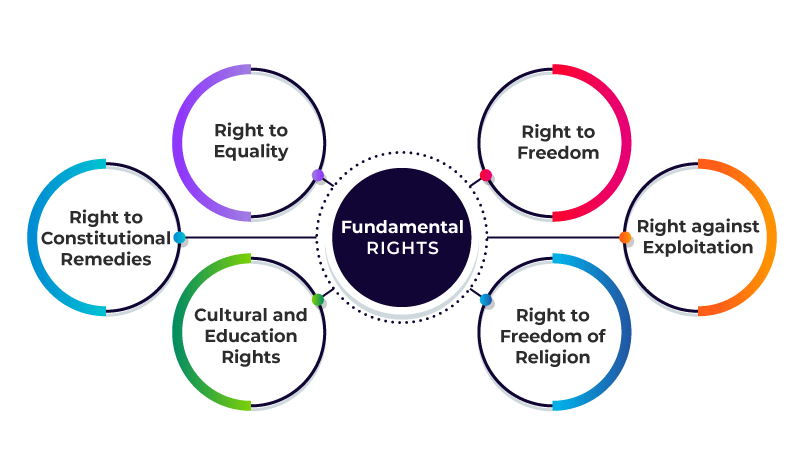 Right to
Equality
Right to
Freedom
Right to
Constitutional
Remedies
Fundamental
RIGHTS
Right against
Exploitation
Cultural and
Education
Rights
Right to
Freedom of
Religion